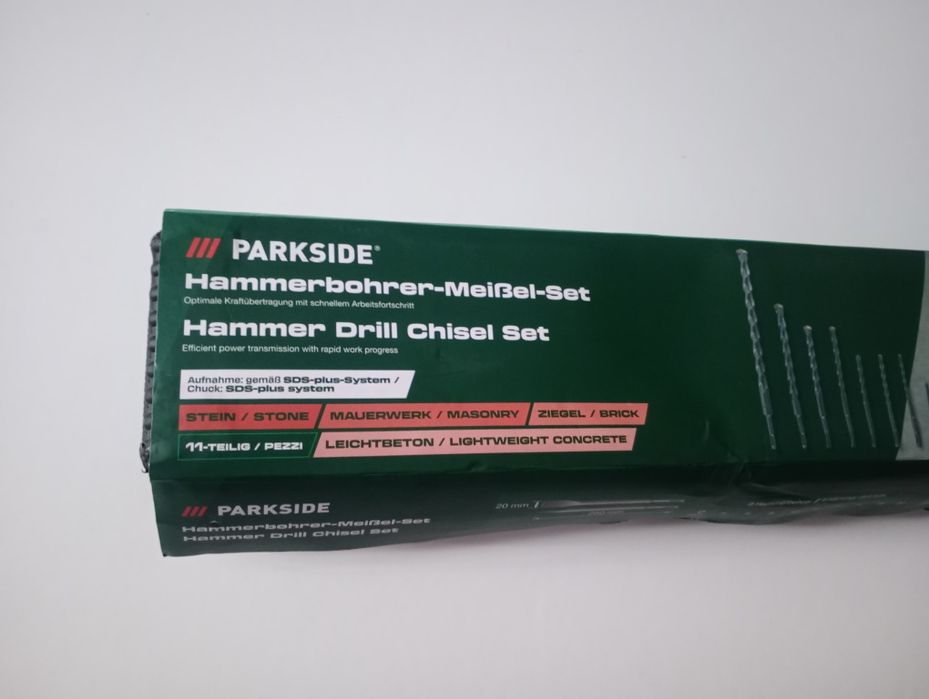 PARKSIDE®
Hammerbohrer-Meißel-Set
Optimale Kraftübertragung mit schnellem Arbeitsfortschritt
Hammer Drill Chisel Set
Efficient power transmission with rapid work progress
Aufnahme: gemäß SDS-plus-System /
Chuck: SDS-plus system
STEIN / STONE MAUERWERK / MASONRY ZIEGEL / BRICK
11-TEILIG / PEZZI LEICHTBETON / LIGHTWEIGHT CONCRETE
PARKSIDE
Hammerbohrer-Meißel-Set
Hammer Drill Chisel Set
20 mm